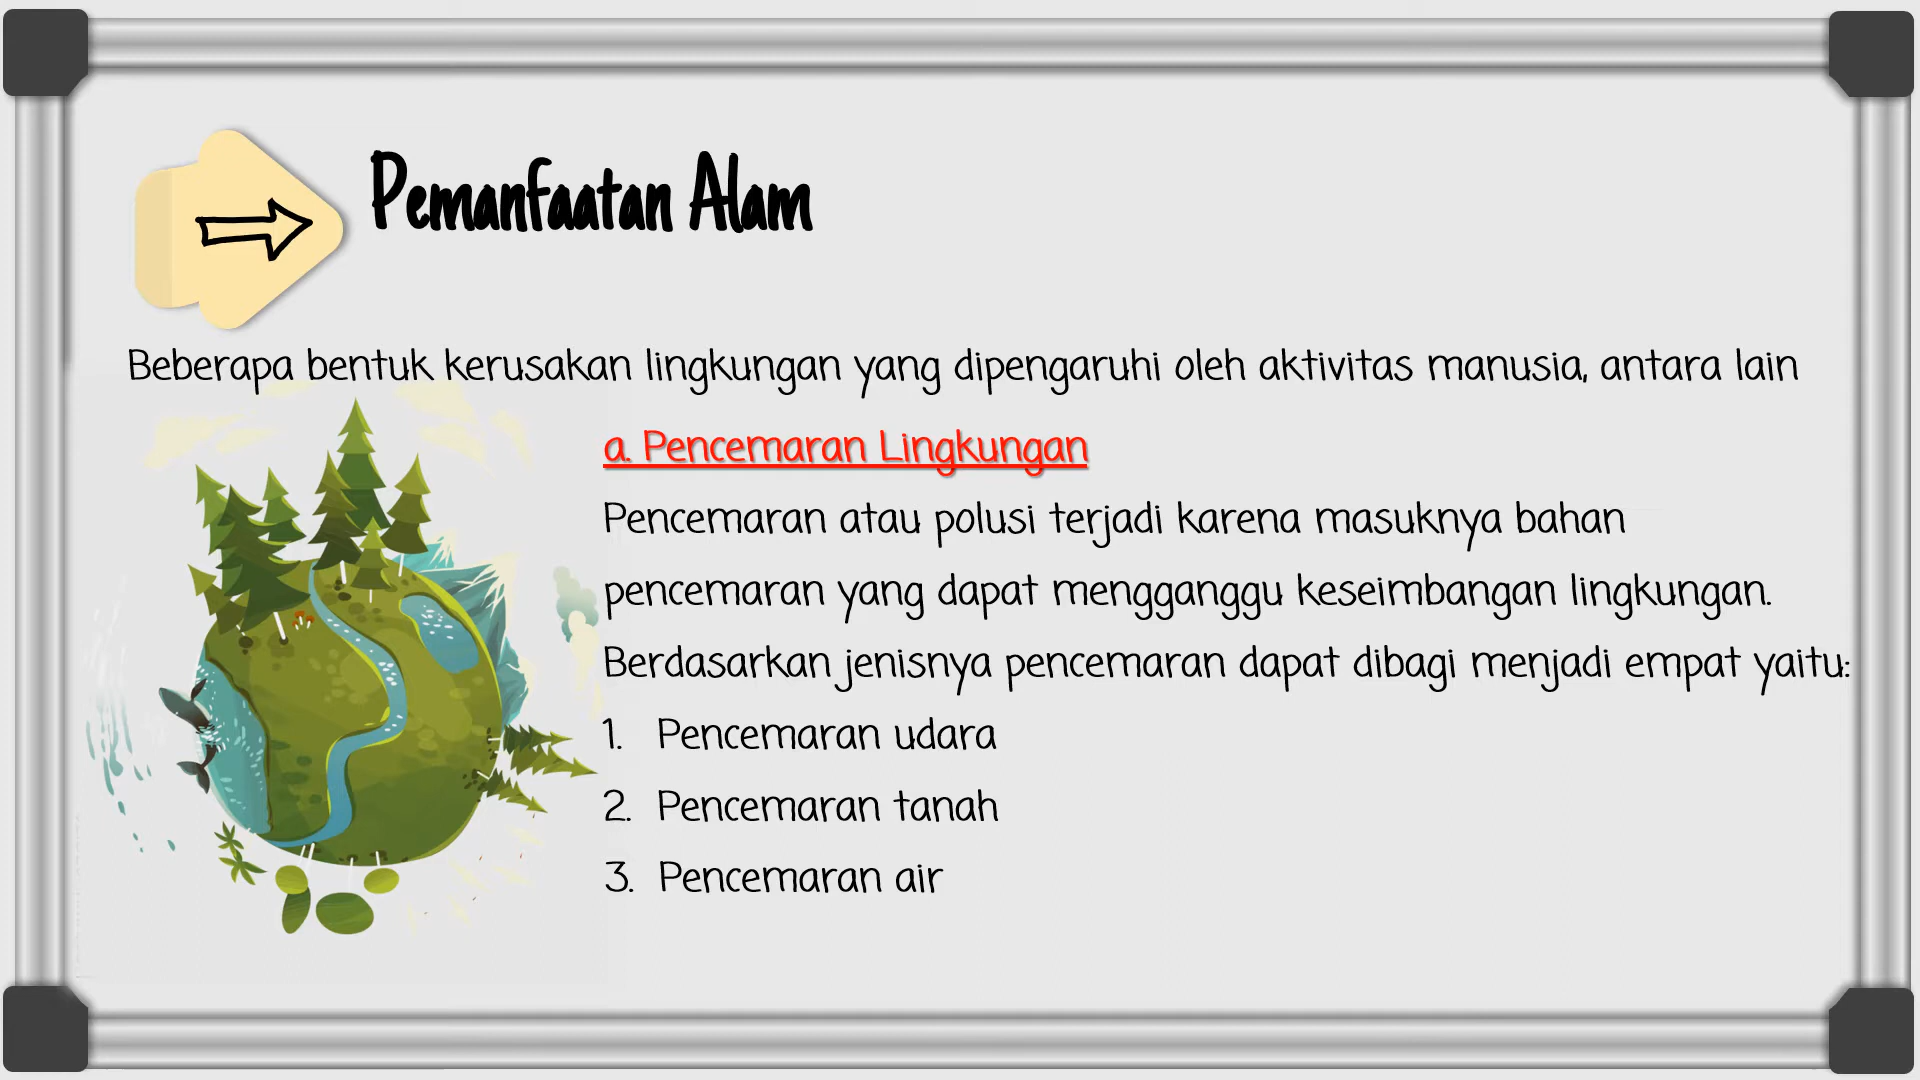 Pemanfaatan Alam
Beberapa bentuk kerusakan lingkungan yang dipengaruhi oleh aktivitas manusia, antara lain
a. Pencemaran Lingkungan
Pencemaran atau polusi terjadi karena masuknya bahan
pencemaran yang dapat mengganggu keseimbangan lingkungan.
Berdasarkan jenisnya pencemaran dapat dibagi menjadi empat yaitu:
1. Pencemaran udara
2. Pencemaran tanah
3. Pencemaran air